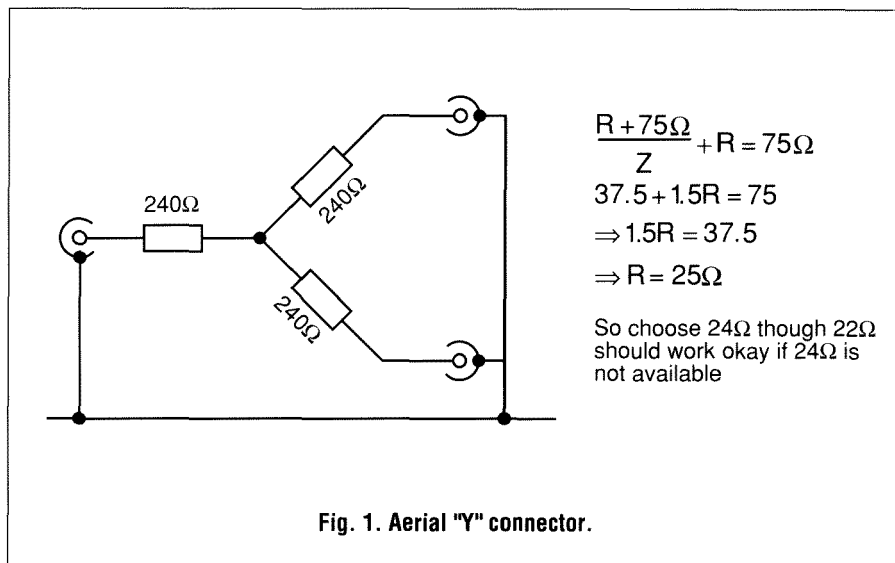 240Ω
240Ω
240Ω
R+75Ω
Z
+R = 75Ω
37.5+1.5R = 75
⇒ 1.5R = 37.5
⇒ R = 25Ω
So choose 24Ω though 22Ω
should work okay if 24Ω is
not available
Fig. 1. Aerial "Y" connector.